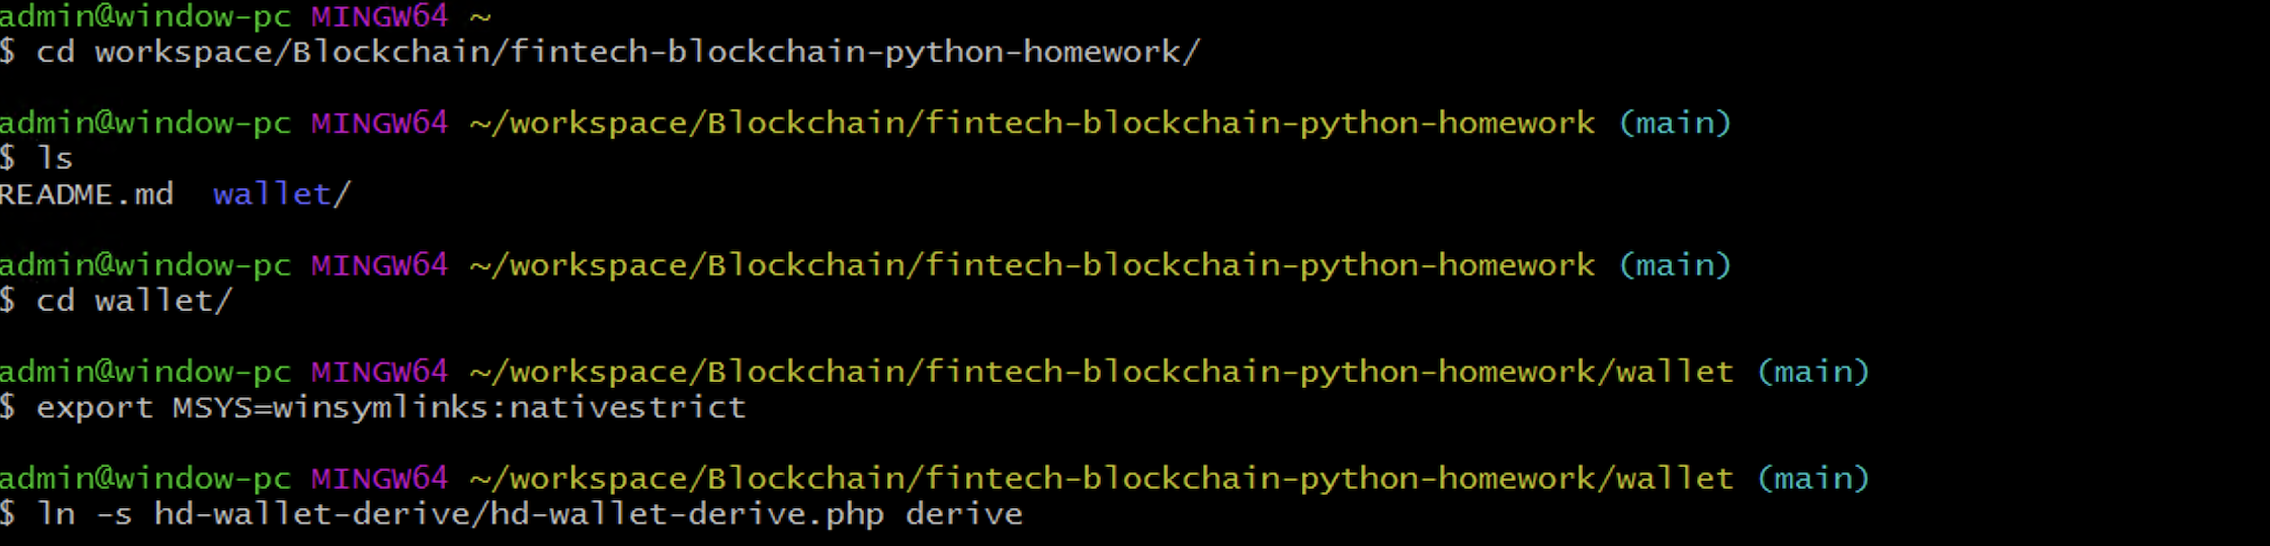 admin@window-pc MINGW64 ~
$ cd workspace/Blockchain/fintech-blockchain-python-homework/
admin@window-pc MINGW64 ~/workspace/Blockchain/fintech-blockchain-python-homework (main)
$ ls
README.md  wallet/
admin@window-pc MINGW64 ~/workspace/Blockchain/fintech-blockchain-python-homework (main)
$ cd wallet/
admin@window-pc MINGW64 ~/workspace/Blockchain/fintech-blockchain-python-homework/wallet (main)
$ export MSYS=winsymlinks:nativestrict
admin@window-pc MINGW64 ~/workspace/Blockchain/fintech-blockchain-python-homework/wallet (main)
$ ln -s hd-wallet-derive/hd-wallet-derive.php derive